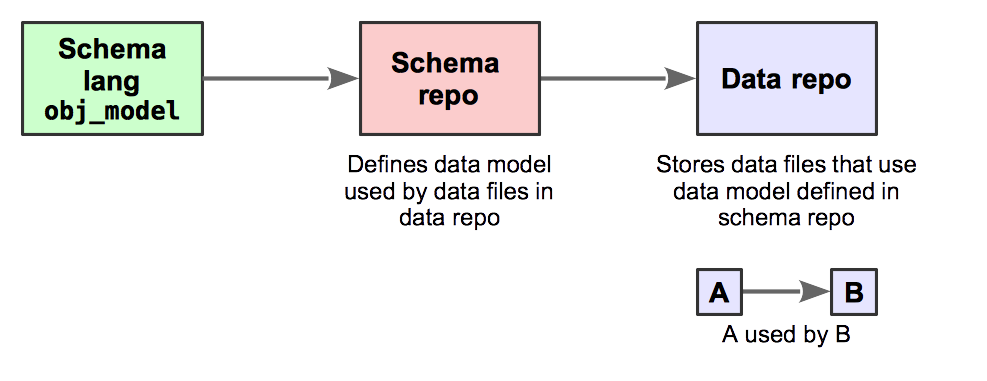 Schema
lang
obj_model
Schema
repo
Data repo
Defines data model
used by data files in
data repo
Stores data files that use
data model defined in
schema repo
A
B
A used by B